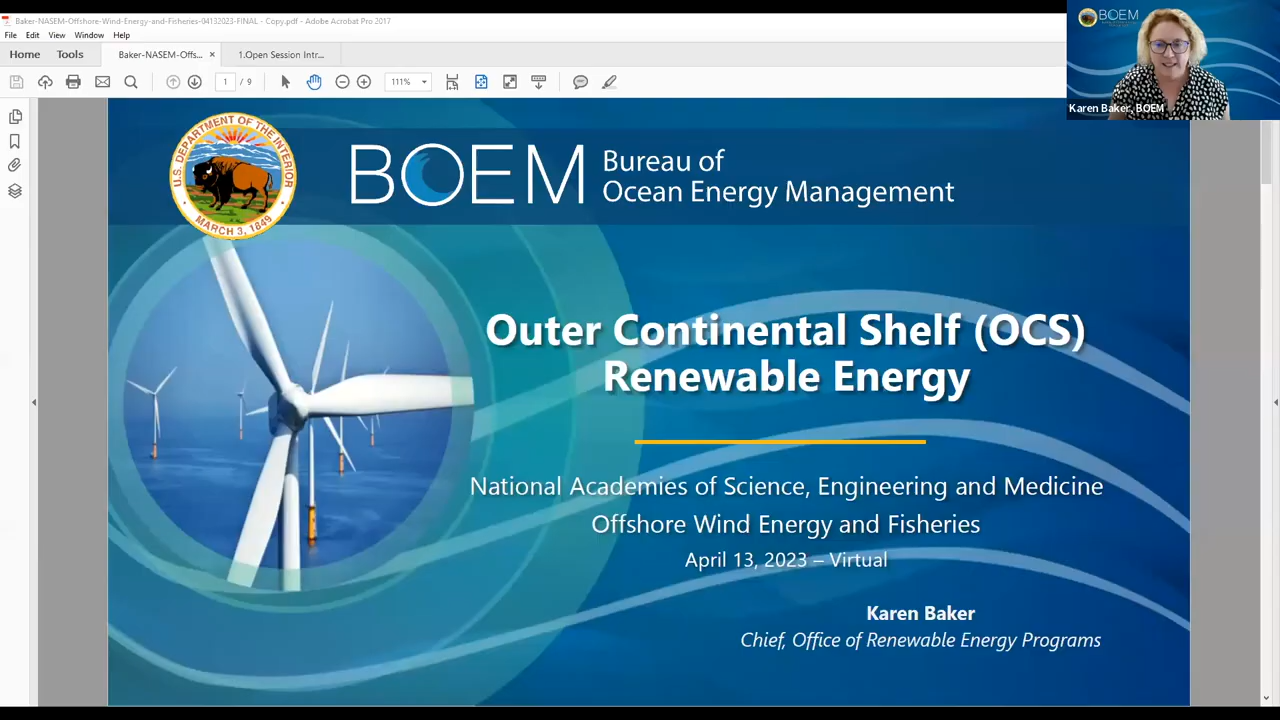 Baker-NASEM-Offshore-Wind-Energy-and-Fisheries-04132023-FINAL - Copy.pdf - Adobe Acrobat Pro 2017
File Edit View Window Help
Home Tools Baker-NASEM-Offs... × 1.Open Session Intr...
1 / 9 111%
BOEM
Karen Baker, BOEM
U.S. DEPARTMENT OF THE INTERIOR
MARCH 3, 1849
BOEM Bureau of
Ocean Energy Management
Outer Continental Shelf (OCS)
Renewable Energy
National Academies of Science, Engineering and Medicine
Offshore Wind Energy and Fisheries
April 13, 2023 – Virtual
Karen Baker
Chief, Office of Renewable Energy Programs